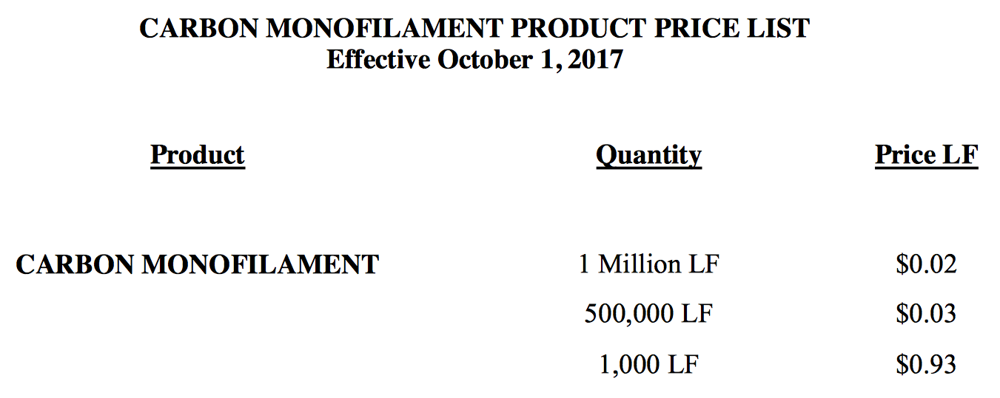 CARBON MONOFILAMENT PRODUCT PRICE LIST
Effective October 1, 2017
Product Quantity Price LF
CARBON MONOFILAMENT 1 Million LF $0.02
500,000 LF $0.03
1,000 LF $0.93